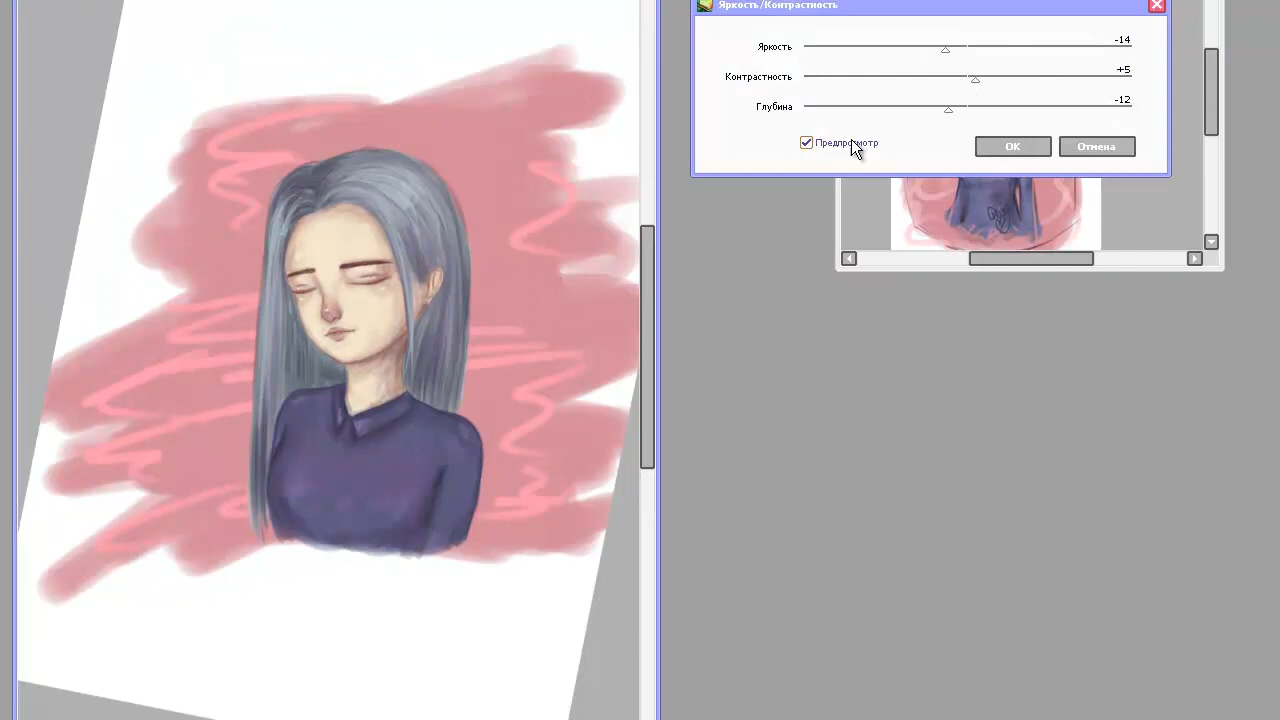 Яркость/Контрастность
Яркость -14
Контрастность +5
Глубина -12
Предпросмотр OK Отмена